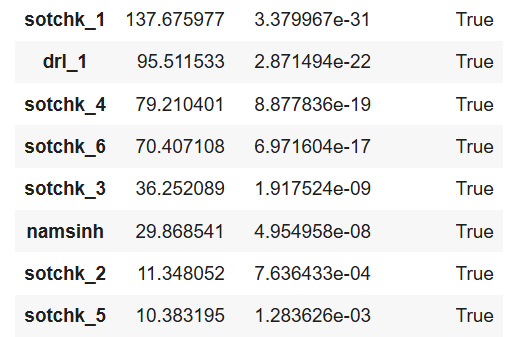 sotchk_1 137.675977 3.379967e-31 True
drl_1 95.511533 2.871494e-22 True
sotchk_4 79.210401 8.877836e-19 True
sotchk_6 70.407108 6.971604e-17 True
sotchk_3 36.252089 1.917524e-09 True
namsinh 29.868541 4.954958e-08 True
sotchk_2 11.348052 7.636433e-04 True
sotchk_5 10.383195 1.283626e-03 True